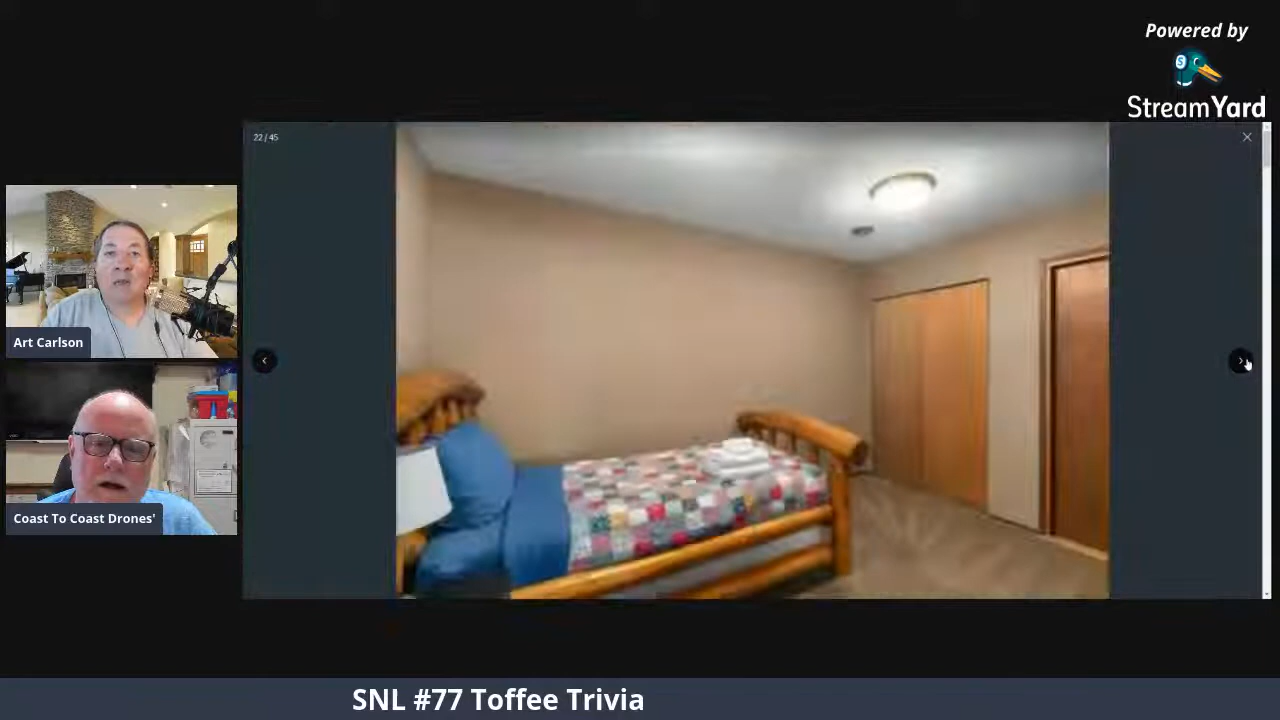 Powered by
StreamYard
22 / 45
Art Carlson
Coast To Coast Drones'
SNL #77 Toffee Trivia